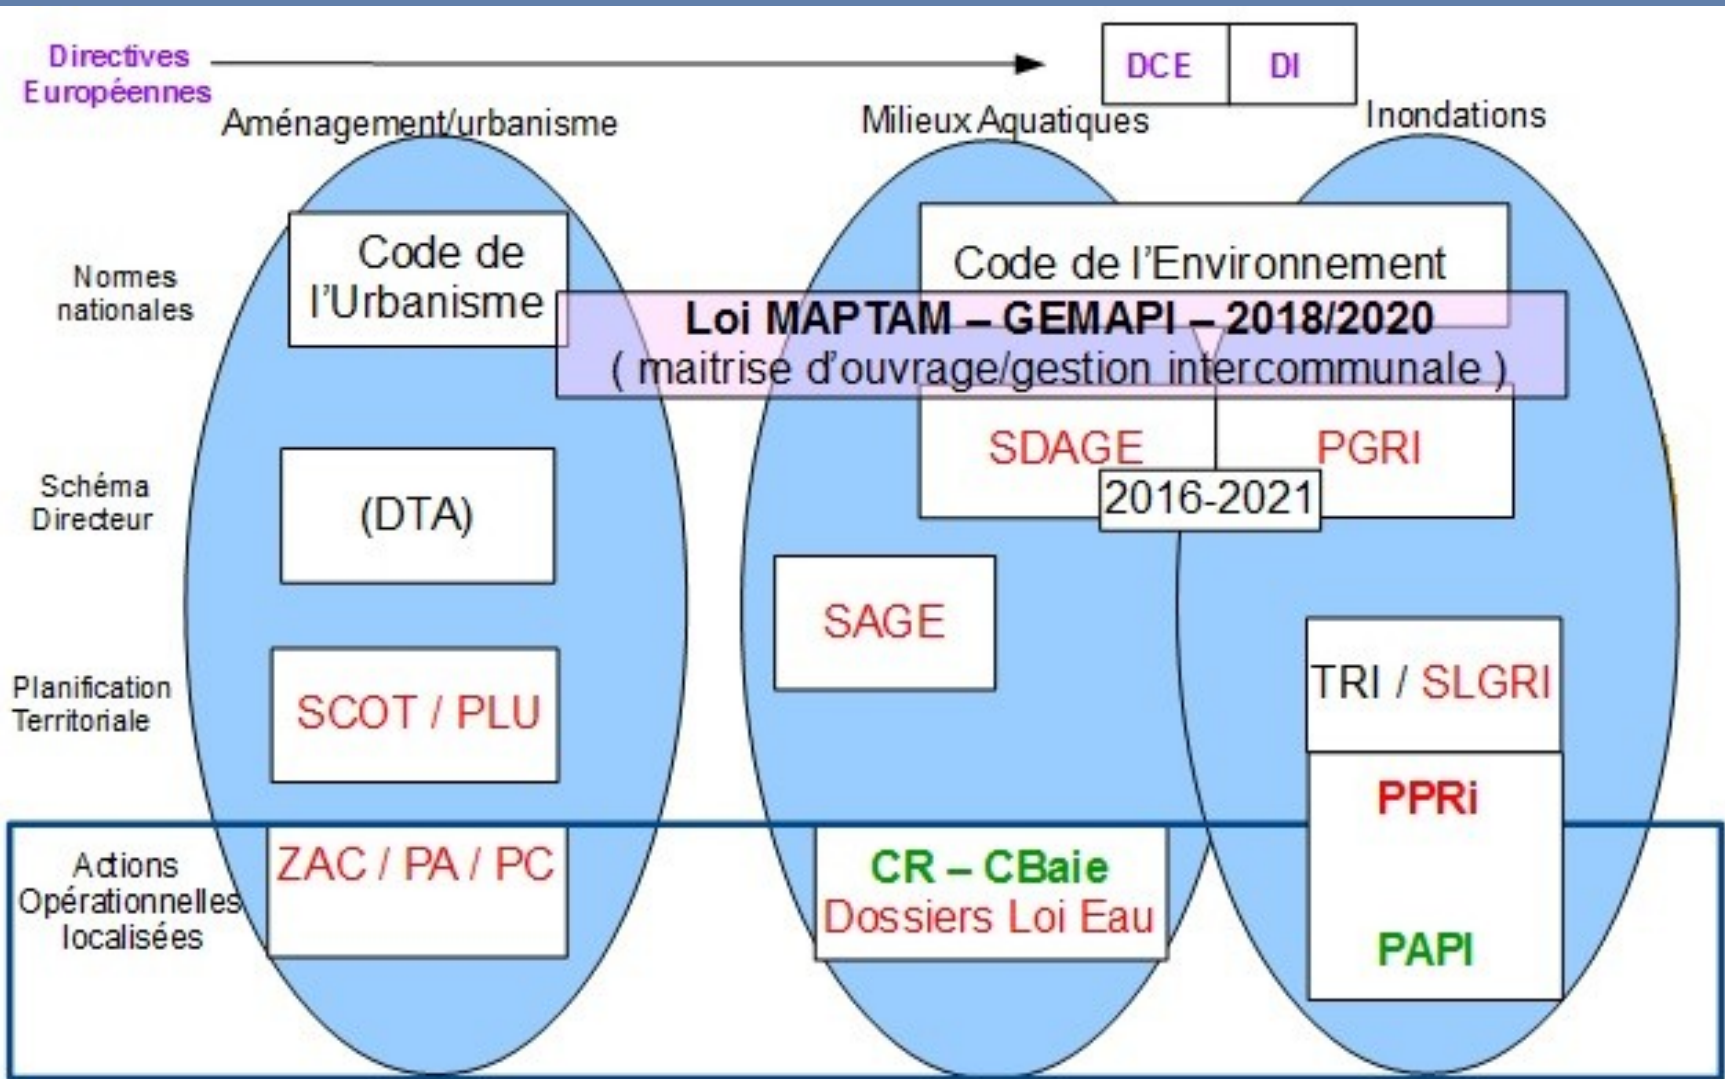 Directives
Européennes
DCE
DI
Aménagement/urbanisme
Milieux Aquatiques
Inondations
Normes
nationales
Code de
l'Urbanisme
Code de l'Environnement
Loi MAPTAM – GEMAPI – 2018/2020
( maitrise d'ouvrage/gestion intercommunale )
Schéma
Directeur
(DTA)
SDAGE
PGRI
2016-2021
SAGE
Planification
Territoriale
SCOT / PLU
TRI / SLGRI
PPRi
Actions
Opérationnelles
localisées
ZAC / PA / PC
CR – CBaie
Dossiers Loi Eau
PAPI